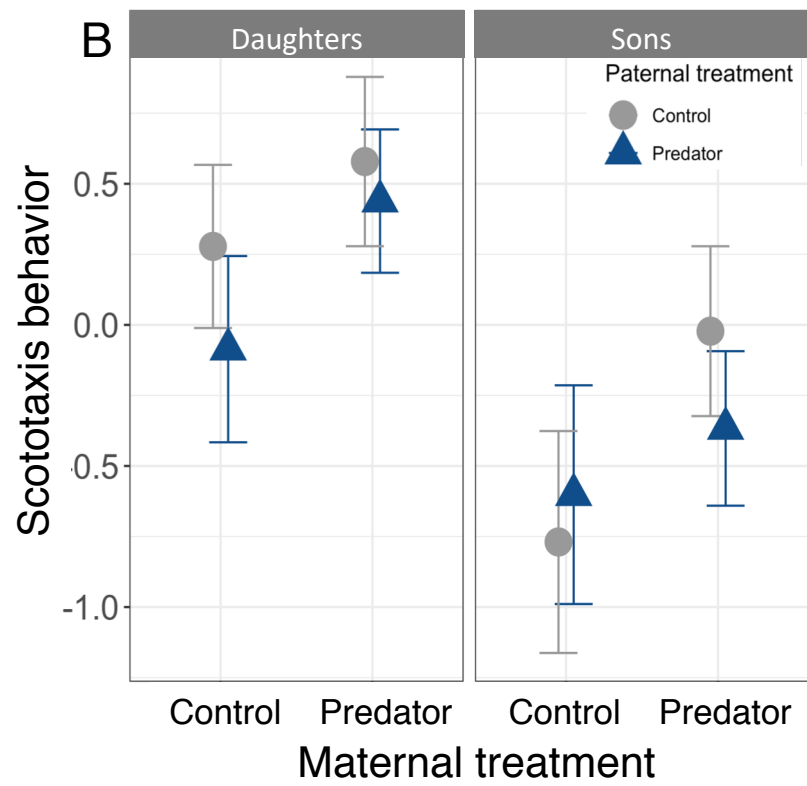 B
Daughters
Sons
Paternal treatment
Control
Predator
Scototaxis behavior
0.5
0.0
0.5
-1.0
Control
Predator
Control
Predator
Maternal treatment